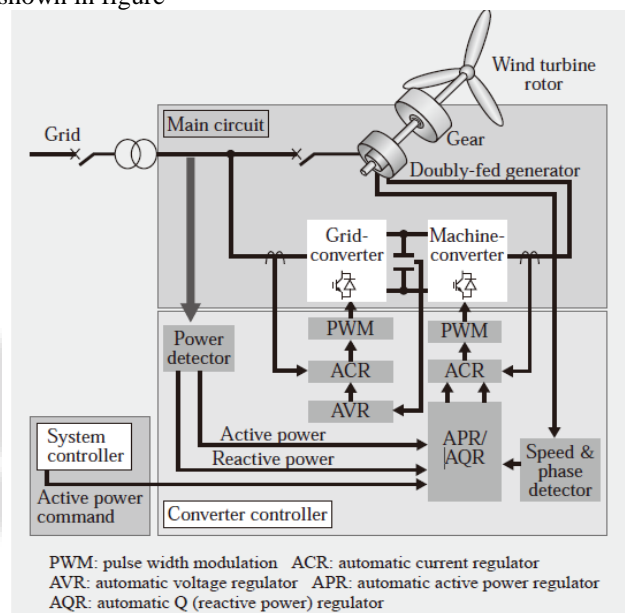 shown in figure
Wind turbine
rotor
Main circuit
Grid
Gear
Doubly-fed generator
Grid-
converter
Machine-
converter
PWM
PWM
Power
detector
ACR
ACR
AVR
System
controller
Active power
Reactive power
APR/
AQR
Speed &
phase
detector
Active power
command
Converter controller
PWM: pulse width modulation ACR: automatic current regulator
AVR: automatic voltage regulator APR: automatic active power regulator
AQR: automatic Q (reactive power) regulator